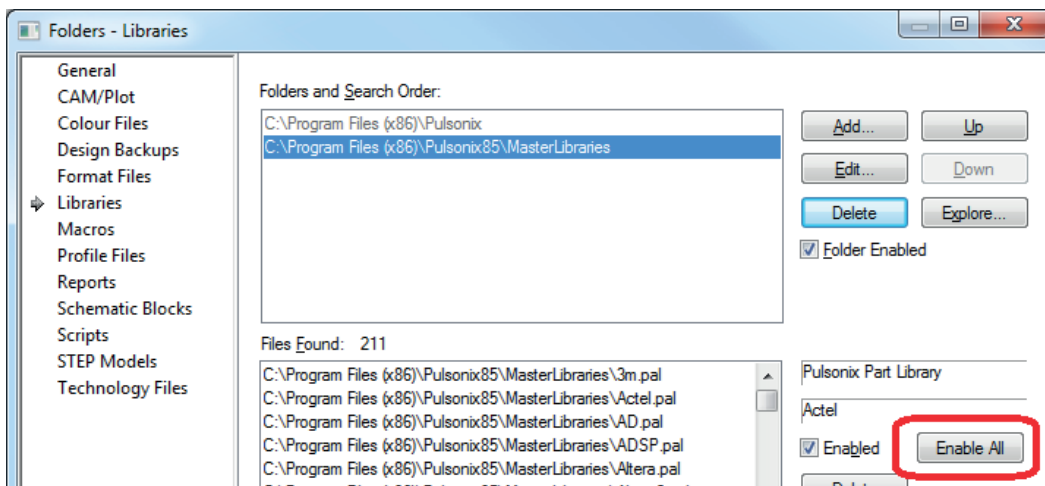 Folders - Libraries
General
CAM/Plot
Colour Files
Design Backups
Format Files
Libraries
Macros
Profile Files
Reports
Schematic Blocks
Scripts
STEP Models
Technology Files
Folders and Search Order:
C:\Program Files (x86)\Pulsonix
C:\Program Files (x86)\Pulsonix85\MasterLibraries
Add...
Up
Edit...
Down
Delete
Explore...
Folder Enabled
Files Found: 211
C:\Program Files (x86)\Pulsonix85\MasterLibraries\3m.pal
C:\Program Files (x86)\Pulsonix85\MasterLibraries\Actel.pal
C:\Program Files (x86)\Pulsonix85\MasterLibraries\AD.pal
C:\Program Files (x86)\Pulsonix85\MasterLibraries\ADSP.pal
C:\Program Files (x86)\Pulsonix85\MasterLibraries\Altera.pal
Pulsonix Part Library
Actel
Enabled
Enable All